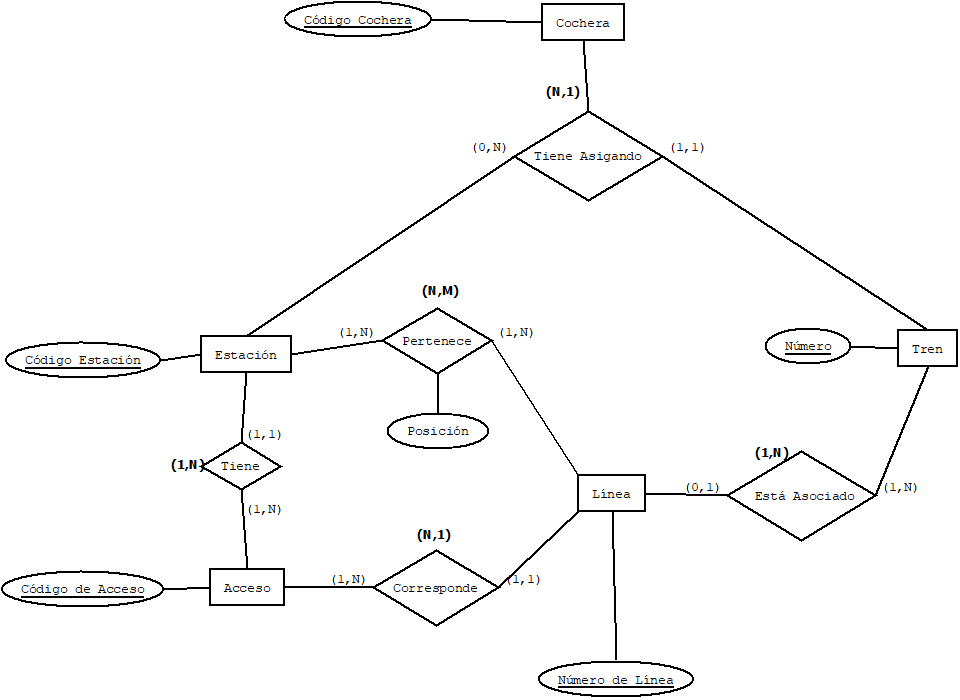 Código Cochera
Cochera
(N,1)
(0,N)
Tiene Asigando
(1,1)
(N,M)
(1,N)
Pertenece
(1,N)
Código Estación
Estación
Número
Tren
Posición
(1,1)
(1,N)
Tiene
(1,N)
(1,N)
Línea
(0,1)
Está Asociado
(1,N)
(N,1)
Código de Acceso
Acceso
(1,N)
Corresponde
(1,1)
Número de Línea